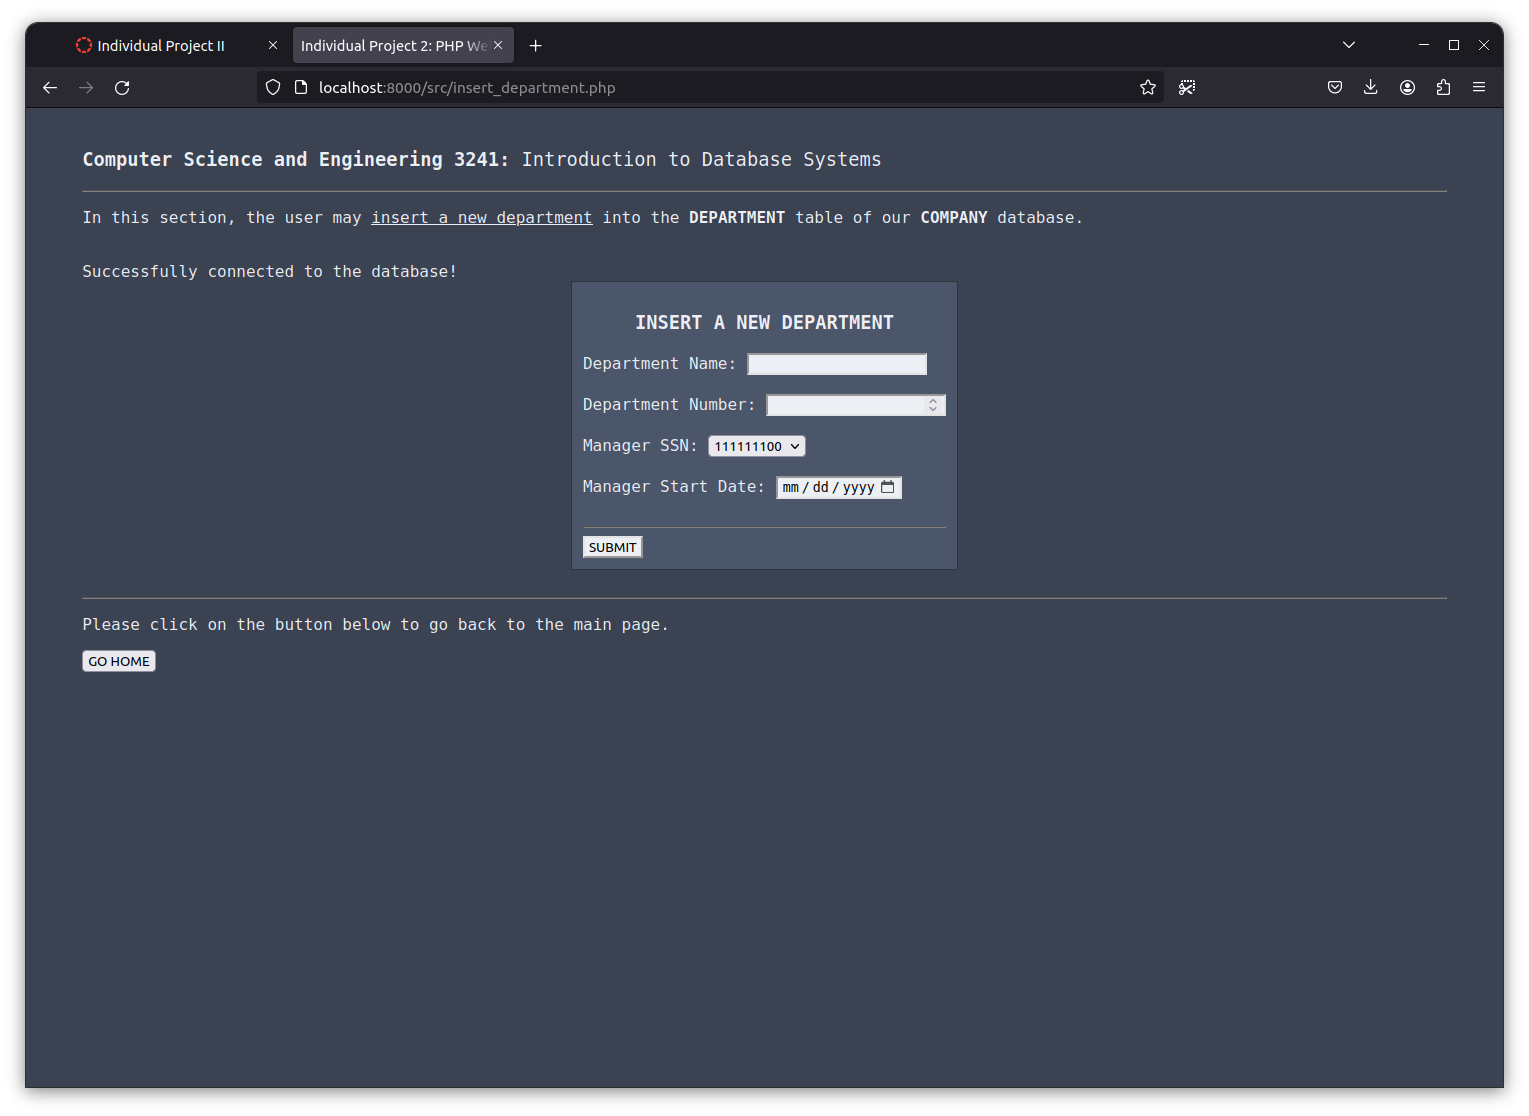 Individual Project II
Individual Project 2: PHP We
localhost:8000/src/insert_department.php
Computer Science and Engineering 3241: Introduction to Database Systems
In this section, the user may insert a new department into the DEPARTMENT table of our COMPANY database.
Successfully connected to the database!
INSERT A NEW DEPARTMENT
Department Name:
Department Number:
Manager SSN: 111111100
Manager Start Date: mm/dd/yyyy
SUBMIT
Please click on the button below to go back to the main page.
GO HOME